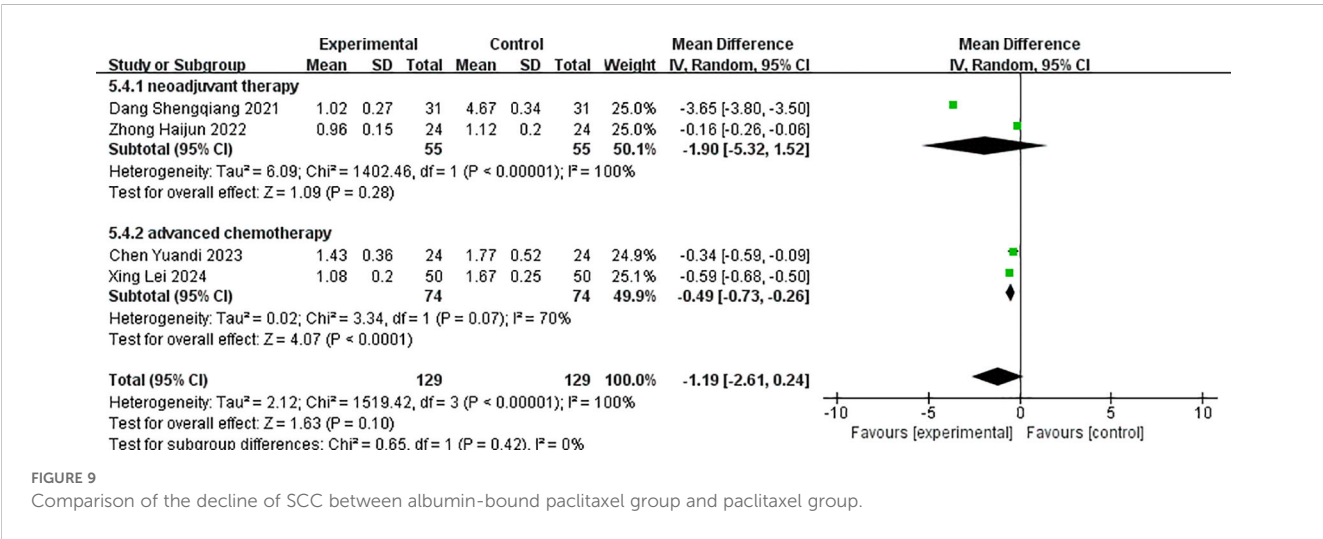 Experimental Control Mean Difference Mean Difference
Study or Subgroup Mean SD Total Mean SD Total Weight IV, Random, 95% CI IV, Random, 95% CI
5.4.1 neoadjuvant therapy
Dang Shengqiang 2021 1.02 0.27 31 4.67 0.34 31 25.0% -3.65 [-3.80, -3.50]
Zhong Haijun 2022 0.96 0.15 24 1.12 0.2 24 25.0% -0.16 [-0.26, -0.06]
Subtotal (95% CI) 55 55 50.1% -1.90 [-5.32, 1.52]
Heterogeneity: Tau² = 6.09; Chi² = 1402.46, df = 1 (P < 0.00001); I² = 100%
Test for overall effect: Z = 1.09 (P = 0.28)
5.4.2 advanced chemotherapy
Chen Yuandi 2023 1.43 0.36 24 1.77 0.52 24 24.9% -0.34 [-0.59, -0.09]
Xing Lei 2024 1.08 0.2 50 1.67 0.25 50 25.1% -0.59 [-0.68, -0.50]
Subtotal (95% CI) 74 74 49.9% -0.49 [-0.73, -0.26]
Heterogeneity: Tau² = 0.02; Chi² = 3.34, df = 1 (P = 0.07); I² = 70%
Test for overall effect: Z = 4.07 (P < 0.0001)
Total (95% CI) 129 129 100.0% -1.19 [-2.61, 0.24]
Heterogeneity: Tau² = 2.12; Chi² = 1519.42, df = 3 (P < 0.00001); I² = 100%
Test for overall effect: Z = 1.63 (P = 0.10)
Test for subgroup differences: Chi² = 0.65, df = 1 (P = 0.42), I² = 0%
-10 -5 0 5 10
Favours [experimental] Favours [control]
FIGURE 9
Comparison of the decline of SCC between albumin-bound paclitaxel group and paclitaxel group.